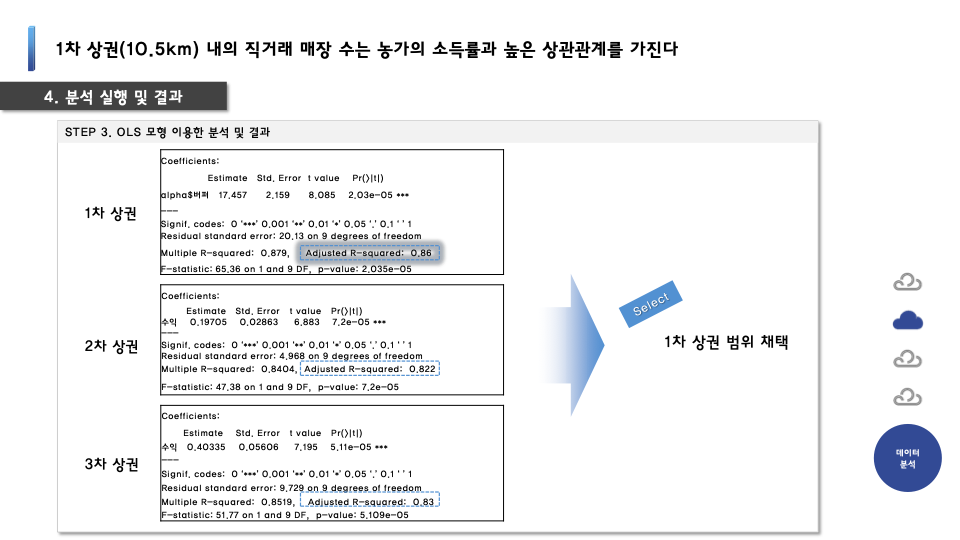 1차 상권(10.5km) 내의 직거래 매장 수는 농가의 소득률과 높은 상관관계를 가진다
4. 분석 실행 및 결과
STEP 3. OLS 모형 이용한 분석 및 결과
1차 상권
Coefficients:
Estimate Std. Error t value Pr(>|t|)
alpha$버퍼 17.457 2.159 8.085 2.03e-05 ***
---
Signif. codes: 0 '***' 0.001 '**' 0.01 '*' 0.05 '.' 0.1 ' ' 1
Residual standard error: 20.13 on 9 degrees of freedom
Multiple R-squared: 0.879, Adjusted R-squared: 0.86
F-statistic: 65.36 on 1 and 9 DF, p-value: 2.035e-05
2차 상권
Coefficients:
Estimate Std. Error t value Pr(>|t|)
수익 0.19705 0.02863 6.883 7.2e-05 ***
---
Signif. codes: 0 '***' 0.001 '**' 0.01 '*' 0.05 '.' 0.1 ' ' 1
Residual standard error: 4.968 on 9 degrees of freedom
Multiple R-squared: 0.8404, Adjusted R-squared: 0.822
F-statistic: 47.38 on 1 and 9 DF, p-value: 7.2e-05
3차 상권
Coefficients:
Estimate Std. Error t value Pr(>|t|)
수익 0.40335 0.05606 7.195 5.11e-05 ***
---
Signif. codes: 0 '***' 0.001 '**' 0.01 '*' 0.05 '.' 0.1 ' ' 1
Residual standard error: 9.729 on 9 degrees of freedom
Multiple R-squared: 0.8519, Adjusted R-squared: 0.83
F-statistic: 51.77 on 1 and 9 DF, p-value: 5.109e-05
Select
1차 상권 범위 채택
데이터
분석